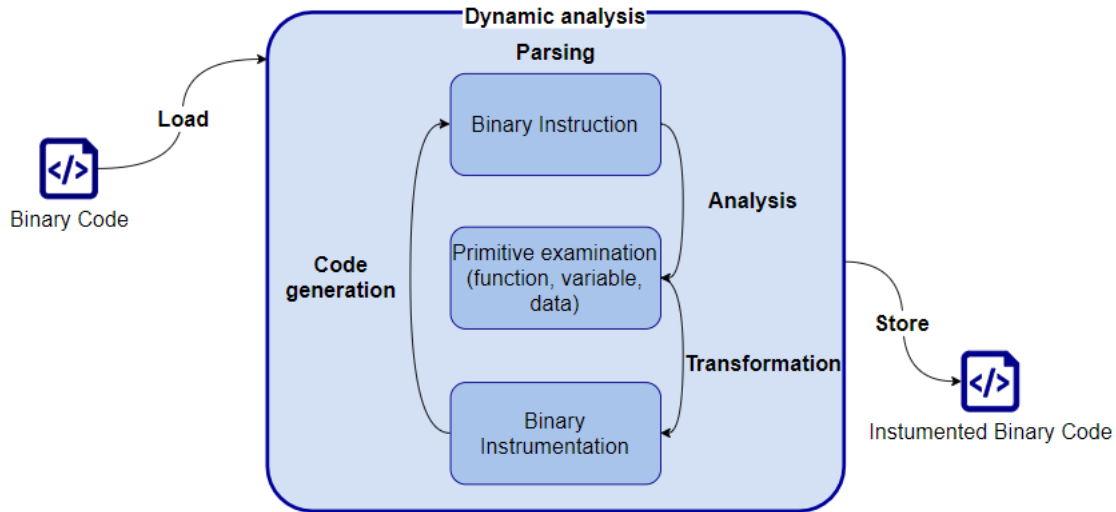 Dynamic analysis
Parsing
Binary Instruction
Load
</>
Binary Code
Analysis
Primitive examination
(function, variable,
data)
Code
generation
Store
Transformation
</>
Instumented Binary Code
Binary
Instrumentation